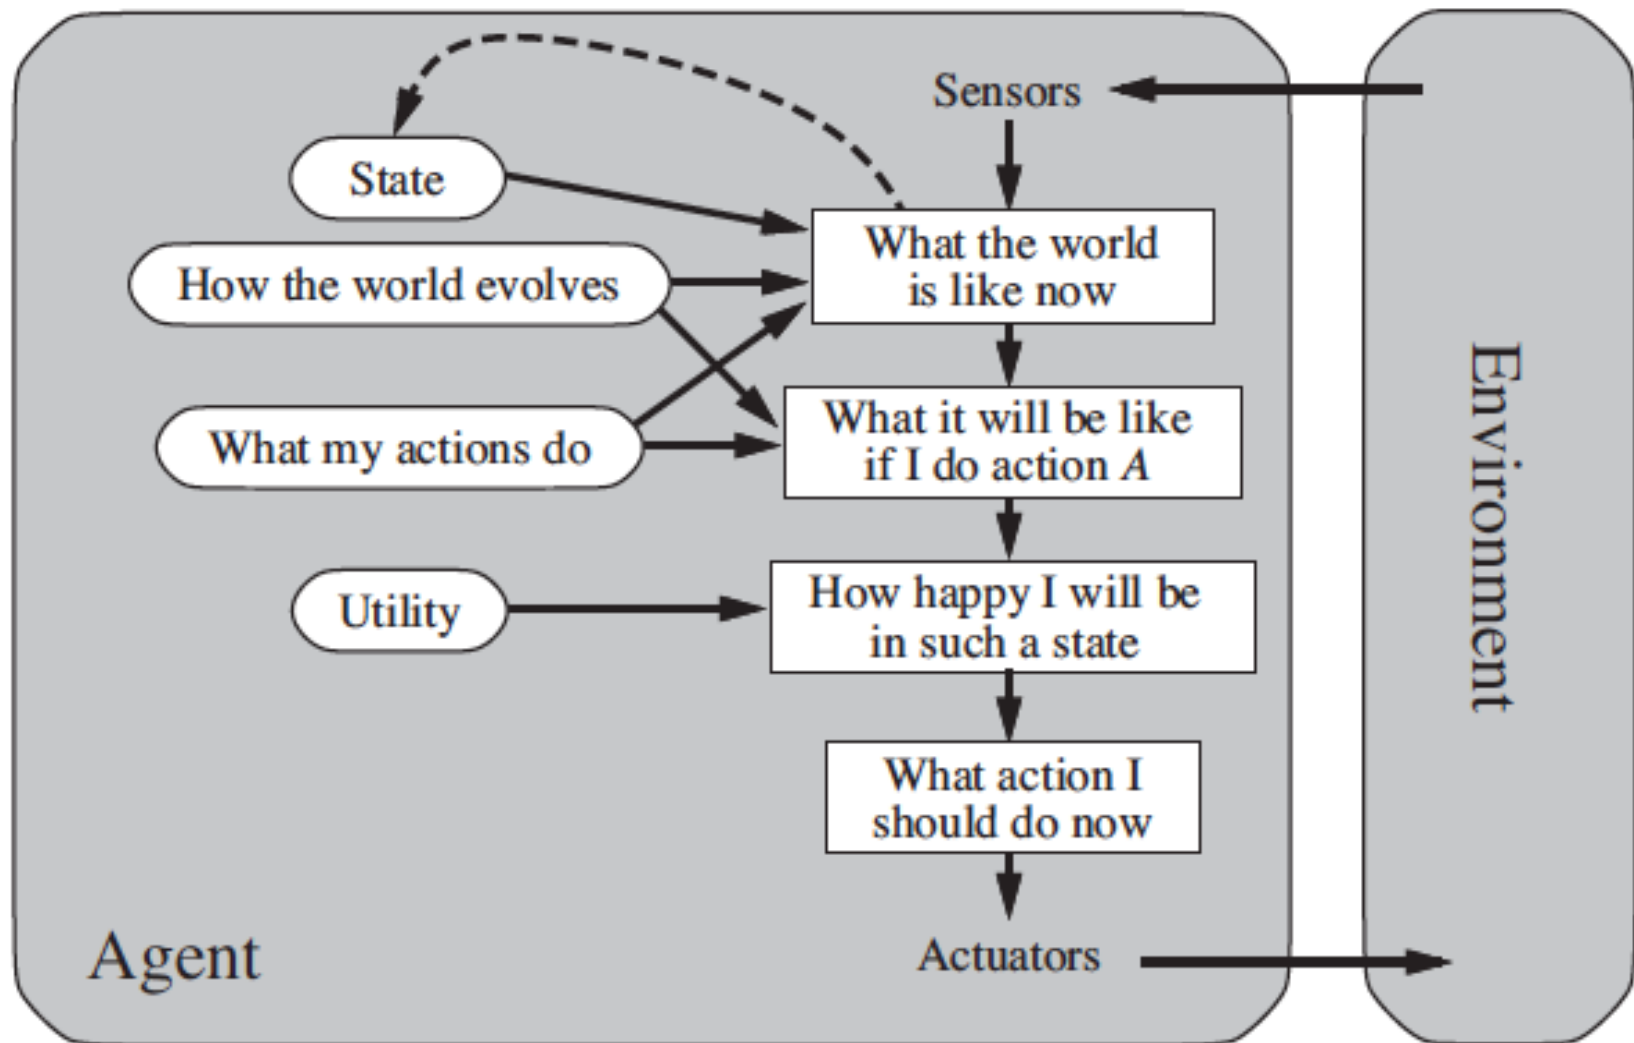 Sensors
State
What the world
is like now
How the world evolves
What my actions do
What it will be like
if I do action A
Utility
How happy I will be
in such a state
What action I
should do now
Actuators
Agent
Environment